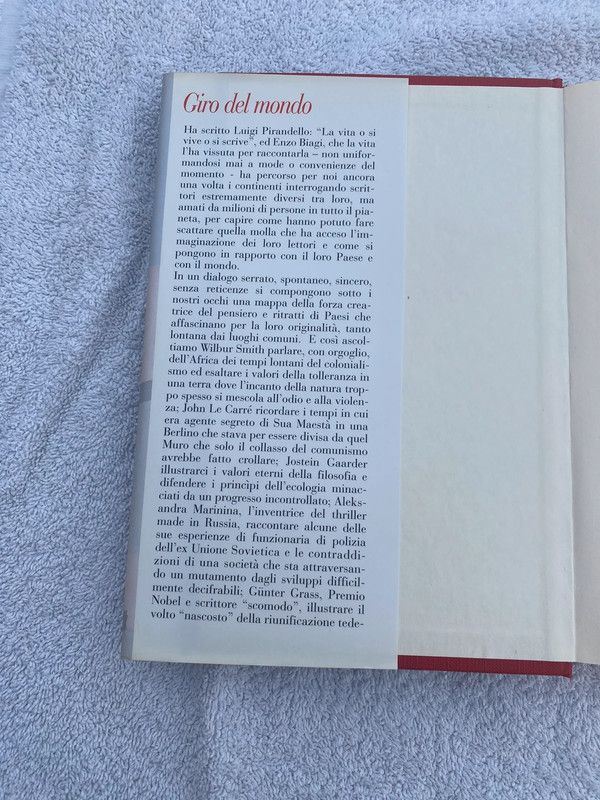 Giro del mondo
Ha scritto Luigi Pirandello: “La vita o si
vive o si scrive”, ed Enzo Biagi, che la vita
l’ha vissuta per raccontarla – non unifor-
mandosi mai a mode o convenienze del
momento - ha percorso per noi ancora
una volta i continenti interrogando scrit-
tori estremamente diversi tra loro, ma
amati da milioni di persone in tutto il pia-
neta, per capire come hanno potuto fare
scattare quella molla che ha acceso l’im-
maginazione dei loro lettori e come si
pongono in rapporto con il loro Paese e
con il mondo.
In un dialogo serrato, spontaneo, sincero,
senza reticenze si compongono sotto i
nostri occhi una mappa della forza crea-
trice del pensiero e ritratti di Paesi che
affascinano per la loro originalità, tanto
lontana dai luoghi comuni. E così ascol-
tiamo Wilbur Smith parlare, con orgoglio,
dell’Africa dei tempi lontani del coloniali-
smo ed esaltare i valori della tolleranza in
una terra dove l’incanto della natura trop-
po spesso si mescola all’odio e alla violen-
za; John Le Carré ricordare i tempi in cui
era agente segreto di Sua Maestà in una
Berlino che stava per essere divisa da quel
Muro che solo il collasso del comunismo
avrebbe fatto crollare; Jostein Gaarder
illustrarci i valori eterni della filosofia e
difendere i princìpi dell’ecologia minac-
ciati da un progresso incontrollato; Aleks-
sandra Marinina, l’inventrice del thriller
made in Russia, raccontare alcune delle
sue esperienze di funzionaria di polizia
dell’ex Unione Sovietica e le contraddi-
zioni di una società che sta attraversan-
do un mutamento dagli sviluppi difficil-
mente decifrabili; Günter Grass, Premio
Nobel e scrittore “scomodo”, illustrare il
volto “nascosto” della riunificazione tede-